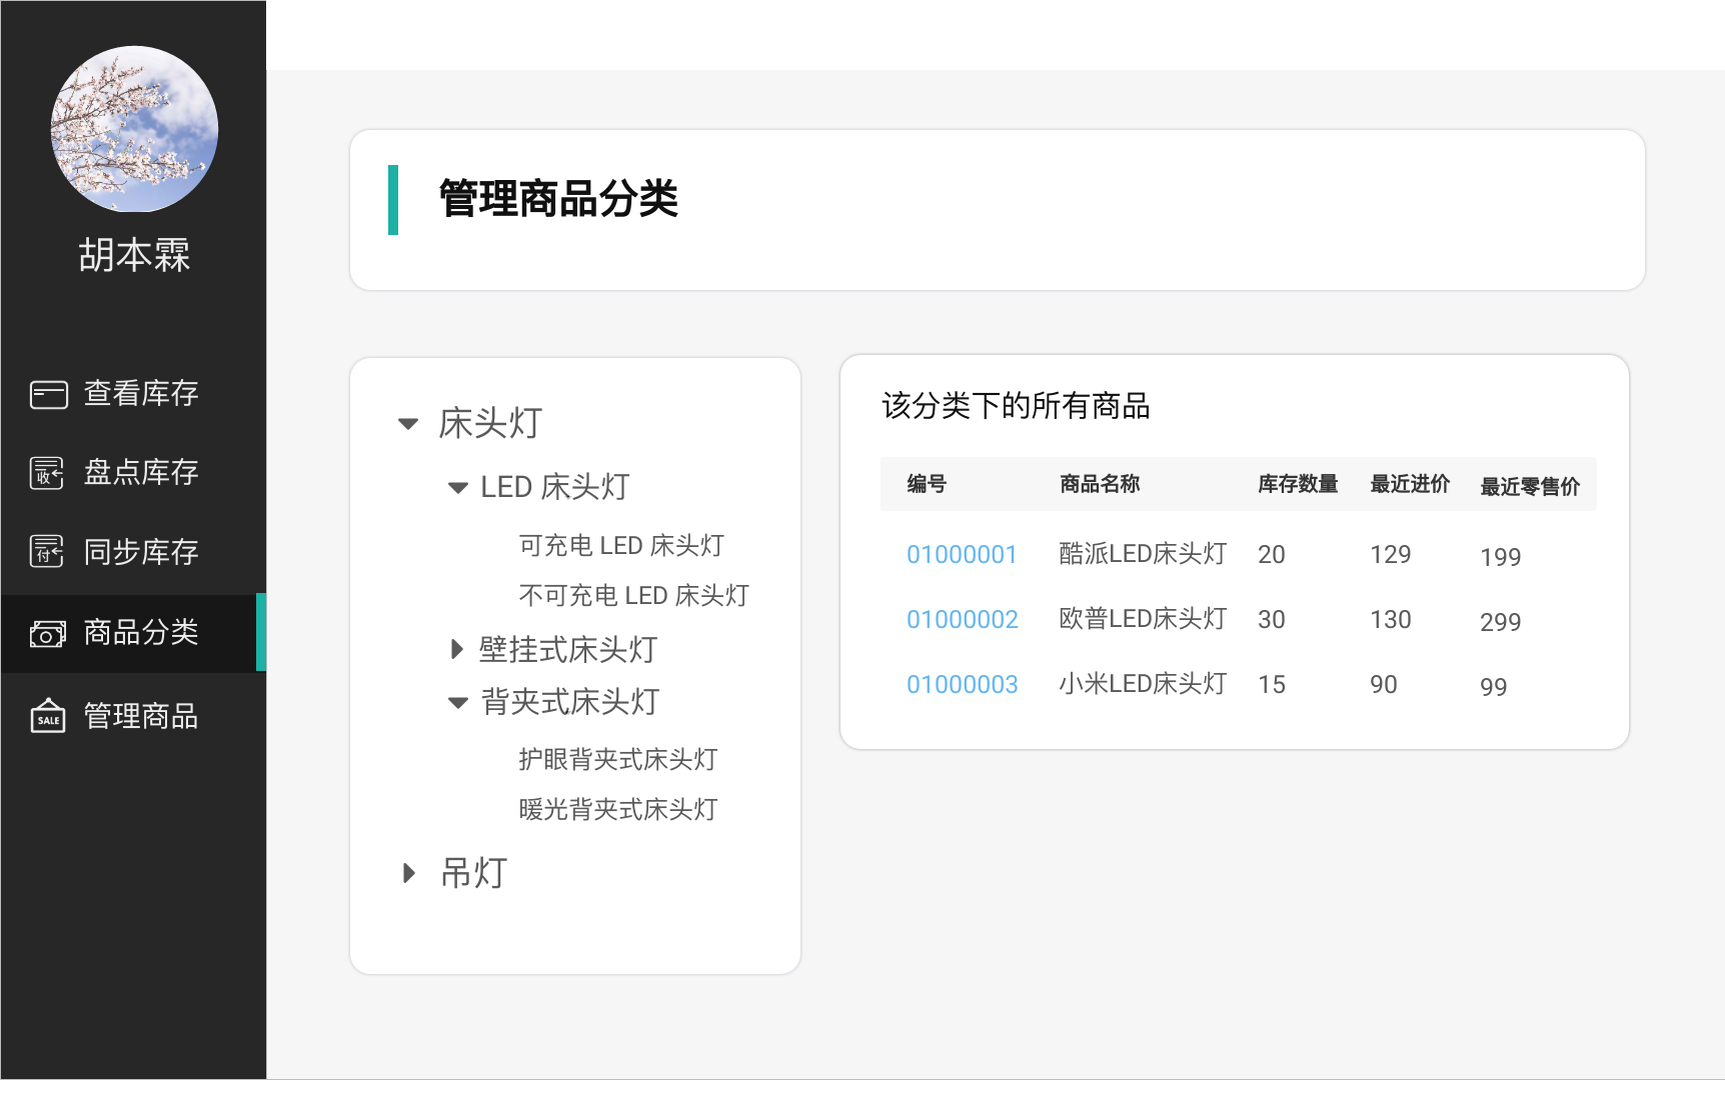 胡本霖
查看库存
收 盘点库存
付 同步库存
商品分类
SALE 管理商品
管理商品分类
床头灯
LED 床头灯
可充电 LED 床头灯
不可充电 LED 床头灯
壁挂式床头灯
背夹式床头灯
护眼背夹式床头灯
暖光背夹式床头灯
吊灯
该分类下的所有商品
编号 商品名称 库存数量 最近进价 最近零售价
01000001 酷派LED床头灯 20 129 199
01000002 欧普LED床头灯 30 130 299
01000003 小米LED床头灯 15 90 99